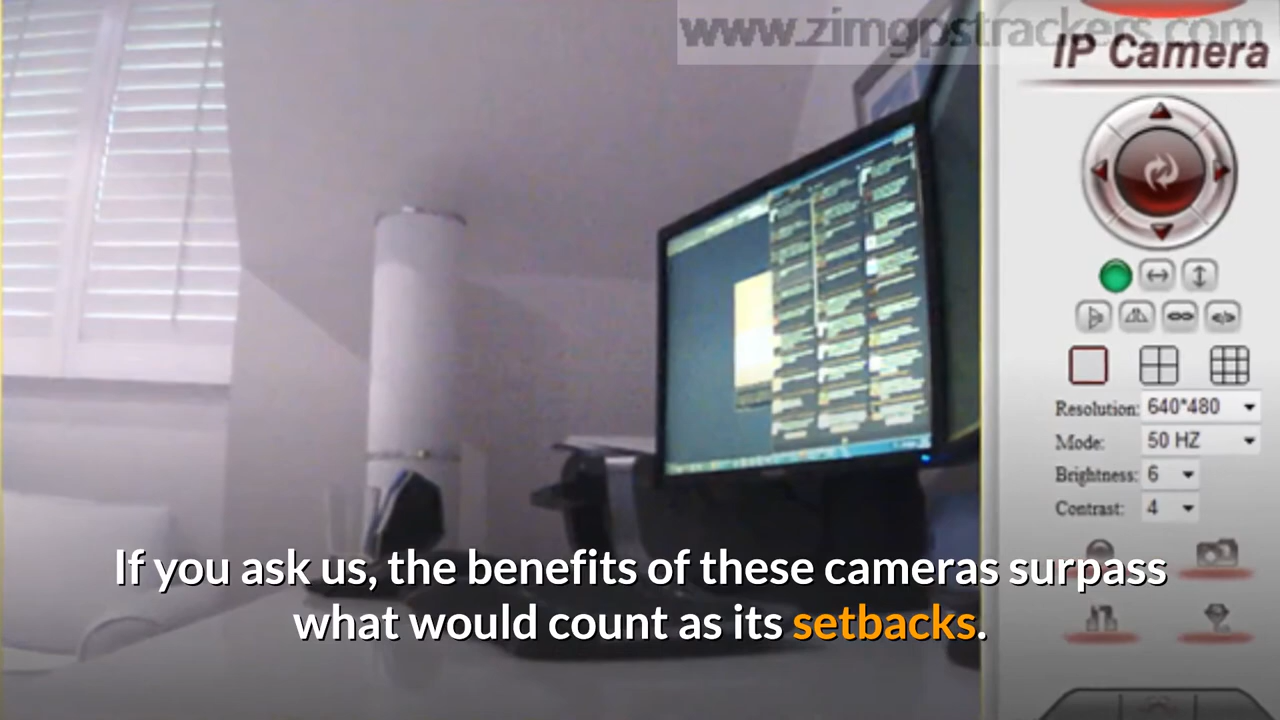 www.zimgpstrackers.com
IP Camera
Resolution: 640*480
Mode: 50 HZ
Brightness: 6
Contrast: 4
If you ask us, the benefits of these cameras surpass
what would count as its setbacks.